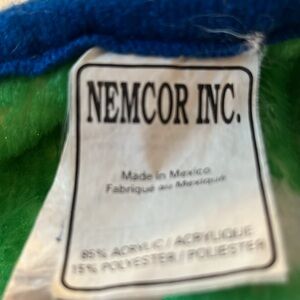 NEMCOR INC.
Made in Mexico
Fabriqué au Mexique
85% ACRYLIC / ACRYLIQUE
15% POLYESTER / POLIESTER